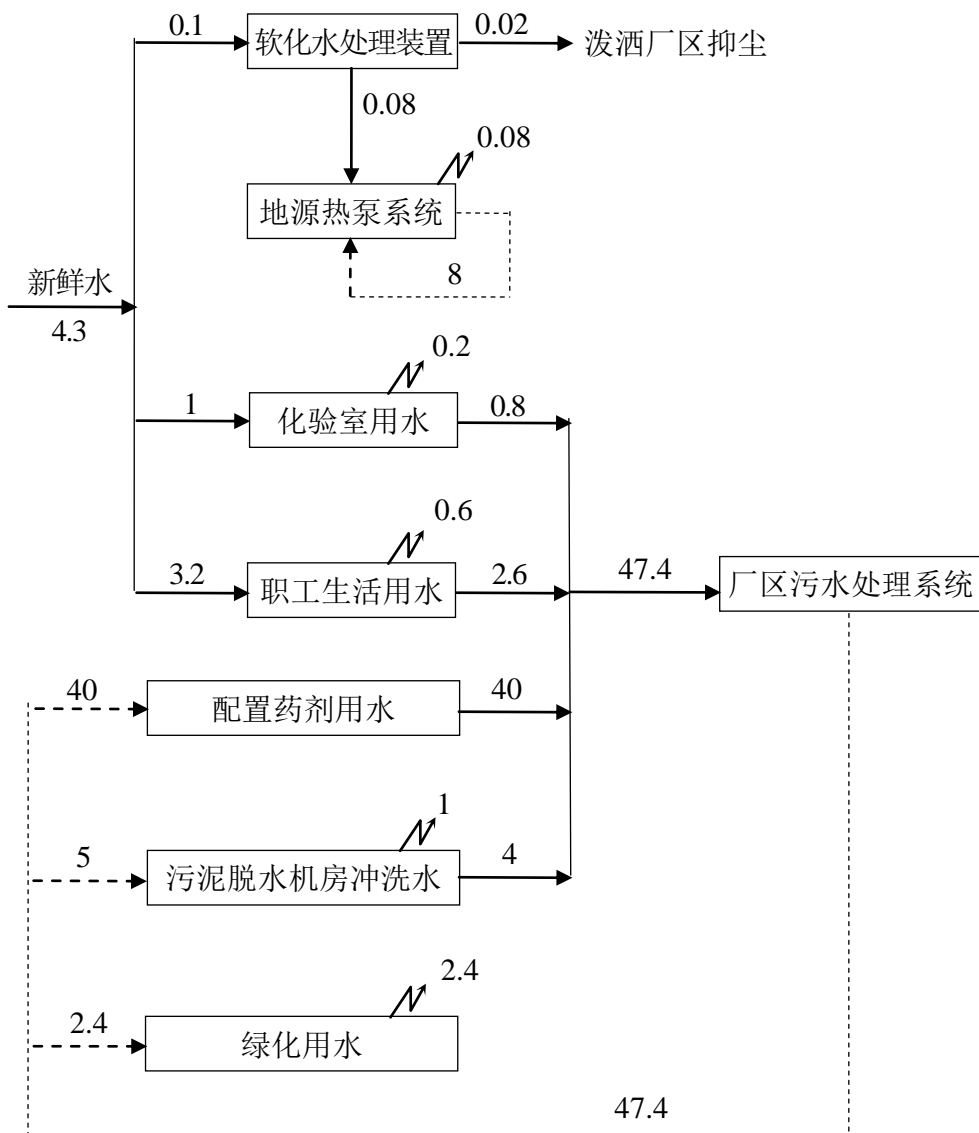 0.1
软化水处理装置
0.02
泼洒厂区抑尘
0.08
0.08
地源热泵系统
8
新鲜水
4.3
0.2
1
化验室用水
0.8
0.6
3.2
职工生活用水
2.6
47.4
厂区污水处理系统
40
配置药剂用水
40
1
5
污泥脱水机房冲洗水
4
2.4
2.4
绿化用水
47.4